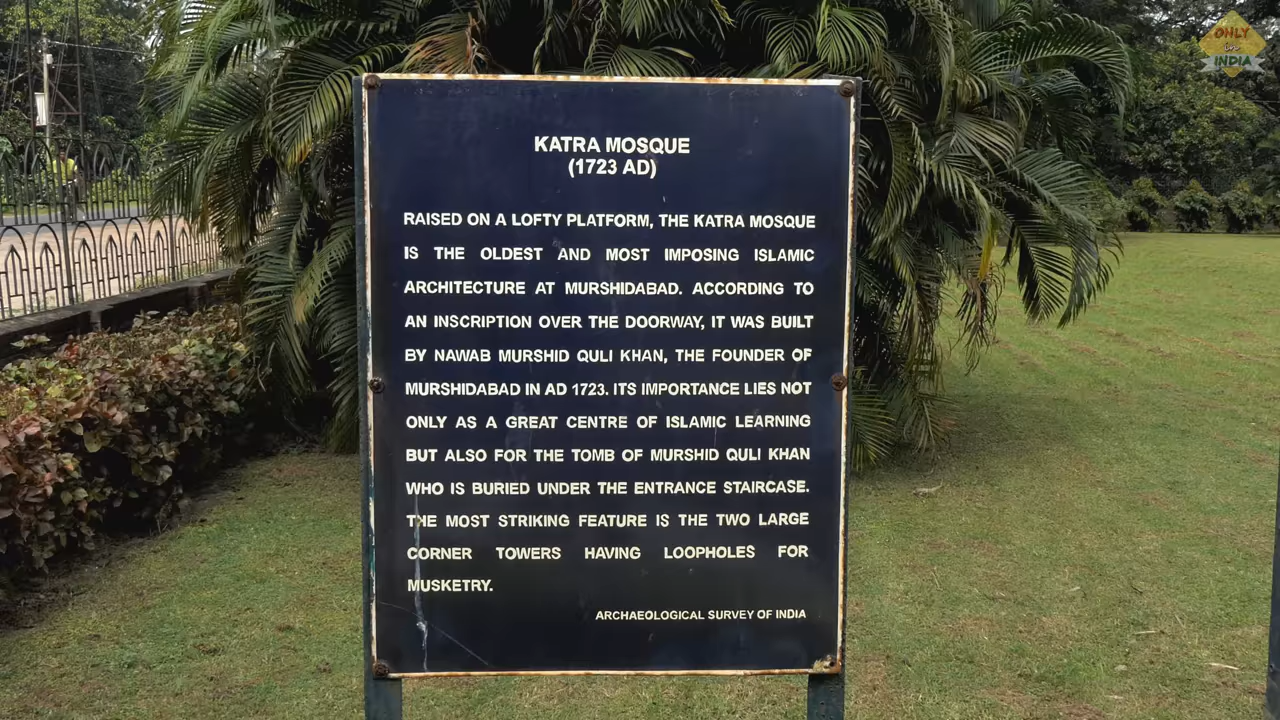 ONLY
INDIA
KATRA MOSQUE
(1723 AD)
RAISED ON A LOFTY PLATFORM, THE KATRA MOSQUE
IS THE OLDEST AND MOST IMPOSING ISLAMIC
ARCHITECTURE AT MURSHIDABAD. ACCORDING TO
AN INSCRIPTION OVER THE DOORWAY, IT WAS BUILT
BY NAWAB MURSHID QULI KHAN, THE FOUNDER OF
MURSHIDABAD IN AD 1723. ITS IMPORTANCE LIES NOT
ONLY AS A GREAT CENTRE OF ISLAMIC LEARNING
BUT ALSO FOR THE TOMB OF MURSHID QULI KHAN
WHO IS BURIED UNDER THE ENTRANCE STAIRCASE.
THE MOST STRIKING FEATURE IS THE TWO LARGE
CORNER TOWERS HAVING LOOPHOLES FOR
MUSKETRY.
ARCHAEOLOGICAL SURVEY OF INDIA